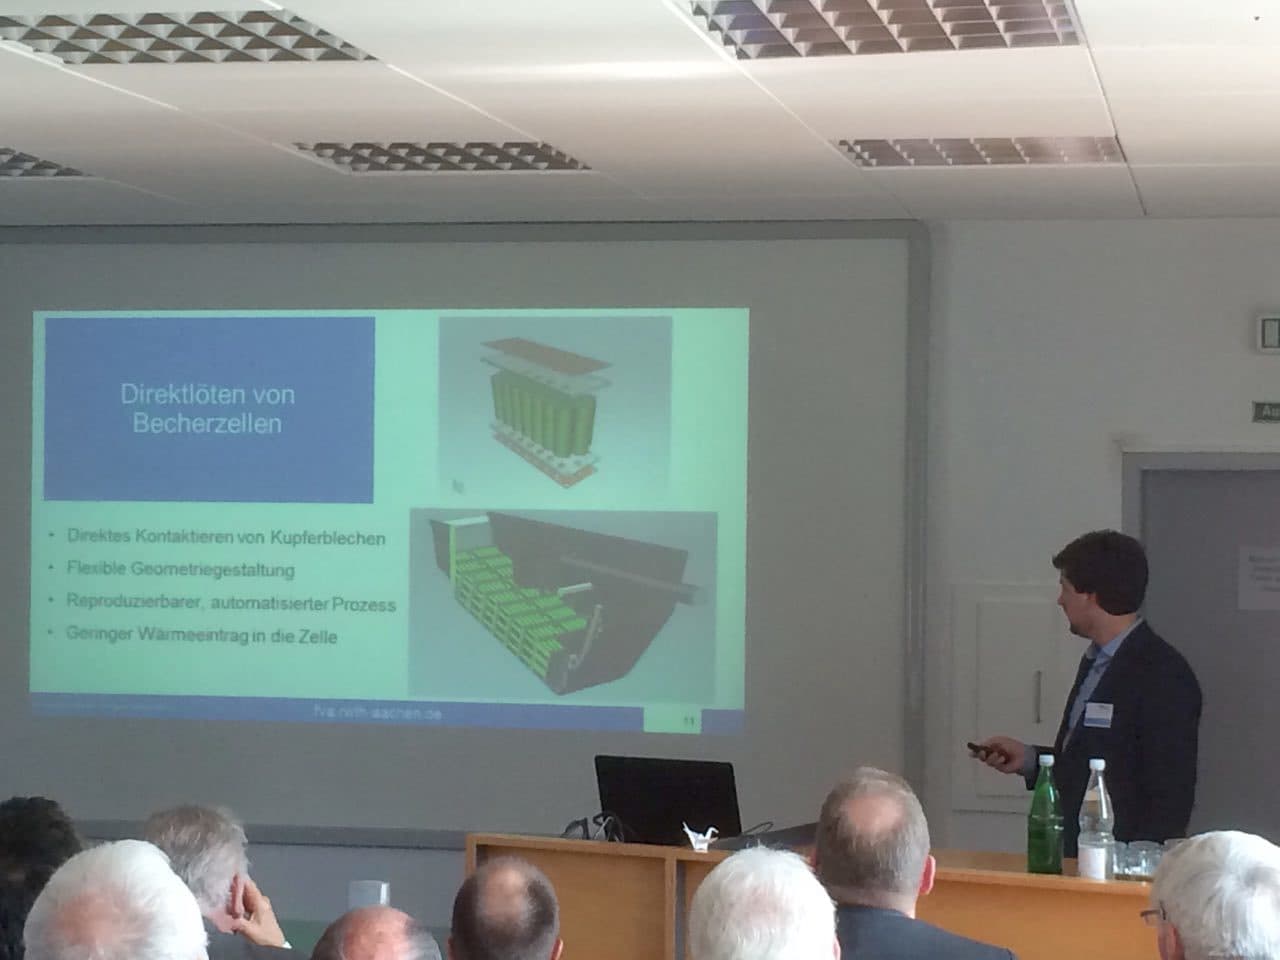 Direktlöten von
Becherzellen
• Direktes Kontaktieren von Kupferblechen
• Flexible Geometriegestaltung
• Reproduzierbarer, automatisierter Prozess
• Geringer Wärmeeintrag in die Zelle
fva.rwth-aachen.de
11